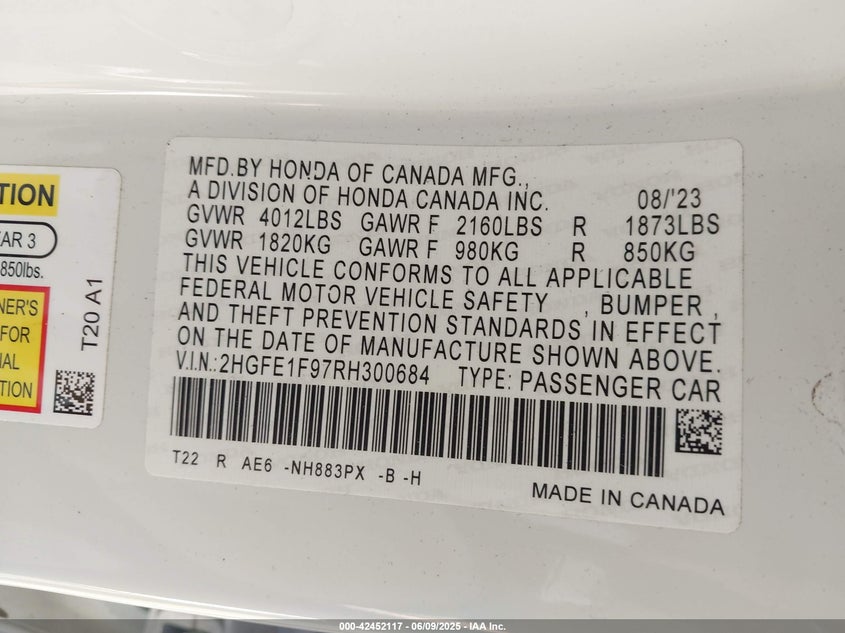 TION
AR 3
850lbs.
NER'S
FOR
IAL
TION
T20 A1
MFD.BY HONDA OF CANADA MFG.,
A DIVISION OF HONDA CANADA INC. 08/'23
GVWR 4012LBS GAWR F 2160LBS R 1873LBS
GVWR 1820KG GAWR F 980KG R 850KG
THIS VEHICLE CONFORMS TO ALL APPLICABLE
FEDERAL MOTOR VEHICLE SAFETY , BUMPER ,
AND THEFT PREVENTION STANDARDS IN EFFECT
ON THE DATE OF MANUFACTURE SHOWN ABOVE.
V.I.N.:2HGFE1F97RH300684 TYPE: PASSENGER CAR
T22 R AE6 -NH883PX -B -H
MADE IN CANADA
000-42452117 - 06/09/2025 - IAA Inc.